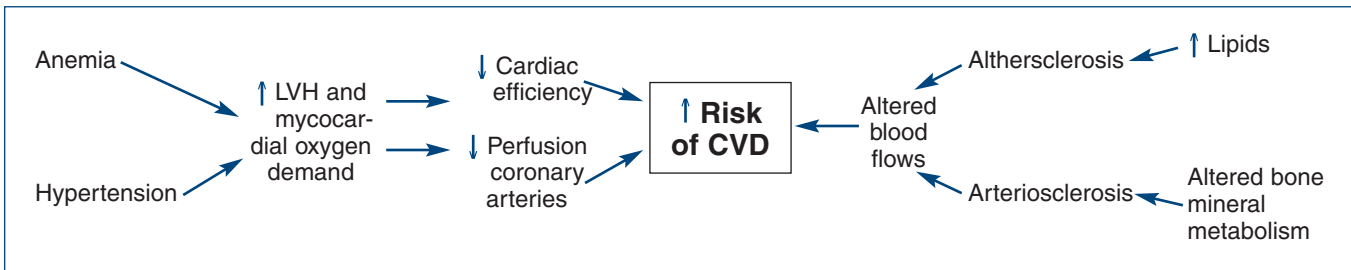 Anemia
Hypertension
↑ LVH and
mycocar-
dial oxygen
demand
↓ Cardiac
efficiency
↓ Perfusion
coronary
arteries
↑ Risk
of CVD
Altered
blood
flows
Althersclerosis
↑ Lipids
Arteriosclerosis
Altered bone
mineral
metabolism